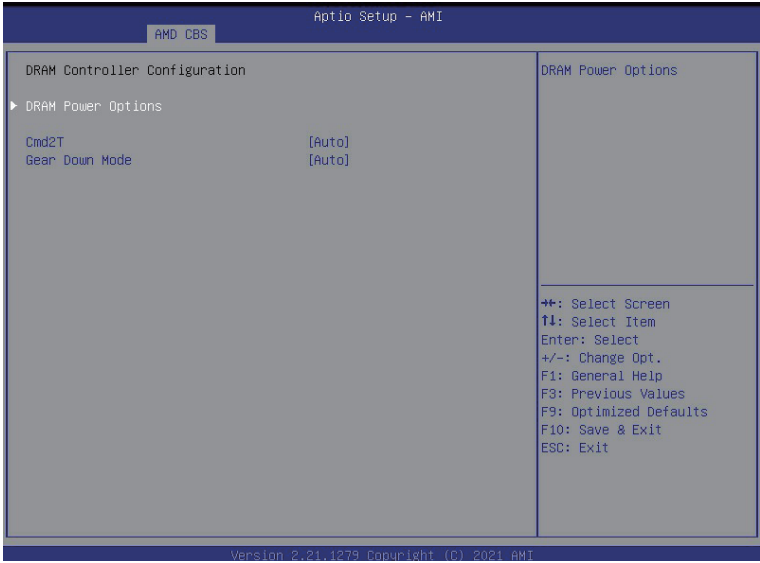 Aptio Setup – AMI
AMD CBS
DRAM Controller Configuration
DRAM Power Options
Cmd2T [Auto]
Gear Down Mode [Auto]
DRAM Power Options
→←: Select Screen
↑↓: Select Item
Enter: Select
+/-: Change Opt.
F1: General Help
F3: Previous Values
F9: Optimized Defaults
F10: Save & Exit
ESC: Exit
Version 2.21.1279 Copyright (C) 2021 AMI